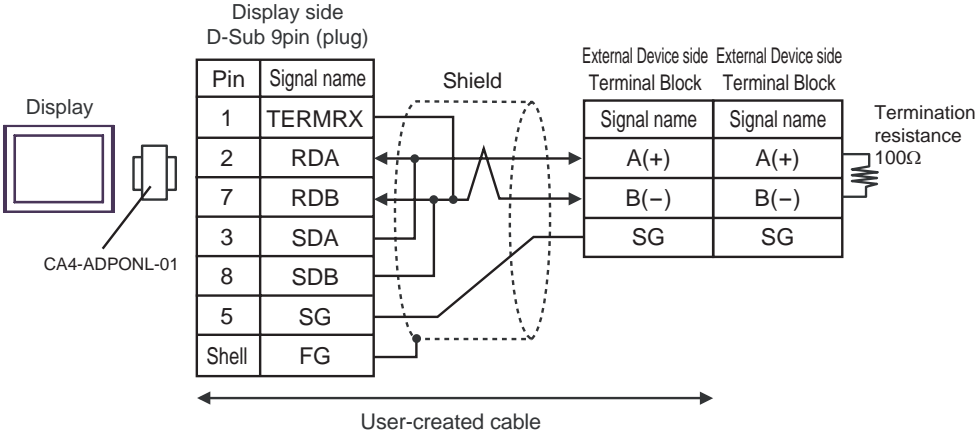 Display side
D-Sub 9pin (plug)
Pin Signal name
1 TERMRX
2 RDA
7 RDB
3 SDA
8 SDB
5 SG
Shell FG
Display
CA4-ADPONL-01
Shield
External Device side
Terminal Block
Signal name
A(+)
B(−)
SG
External Device side
Terminal Block
Signal name
A(+)
B(−)
SG
Termination
resistance
100Ω
User-created cable